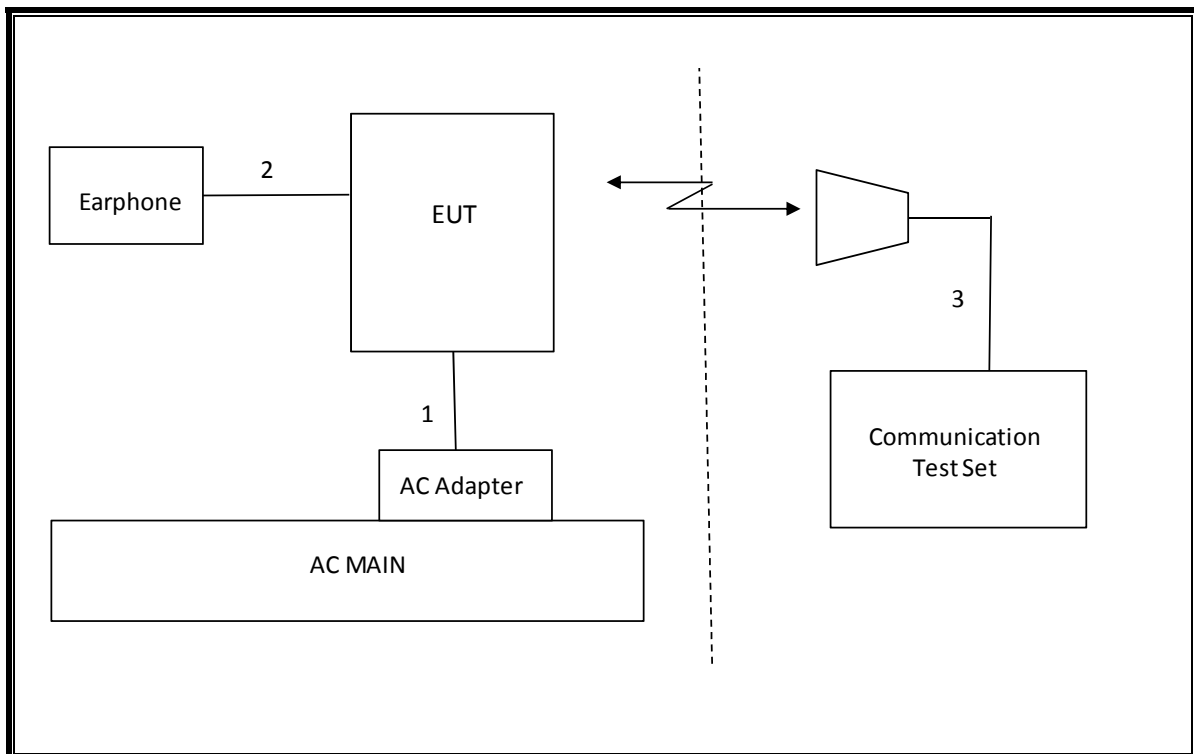 2
Earphone
EUT
3
1
Communication
Test Set
AC Adapter
AC MAIN